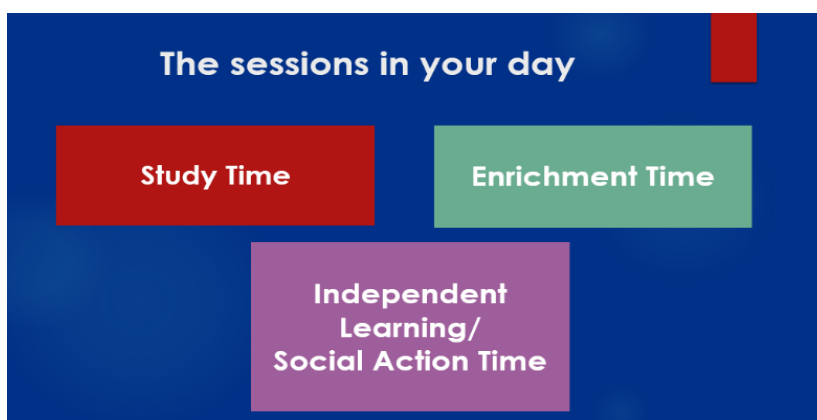 The sessions in your day
Study Time
Enrichment Time
Independent
Learning/
Social Action Time